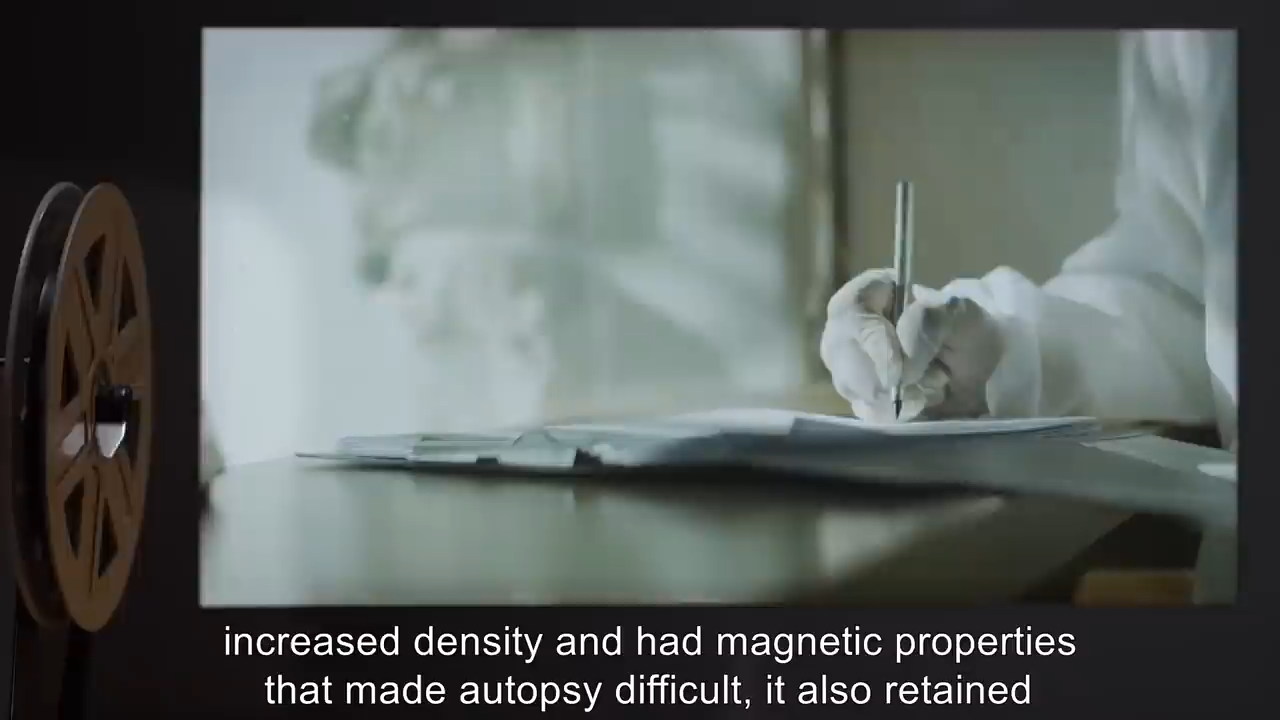 increased density and had magnetic properties
that made autopsy difficult, it also retained